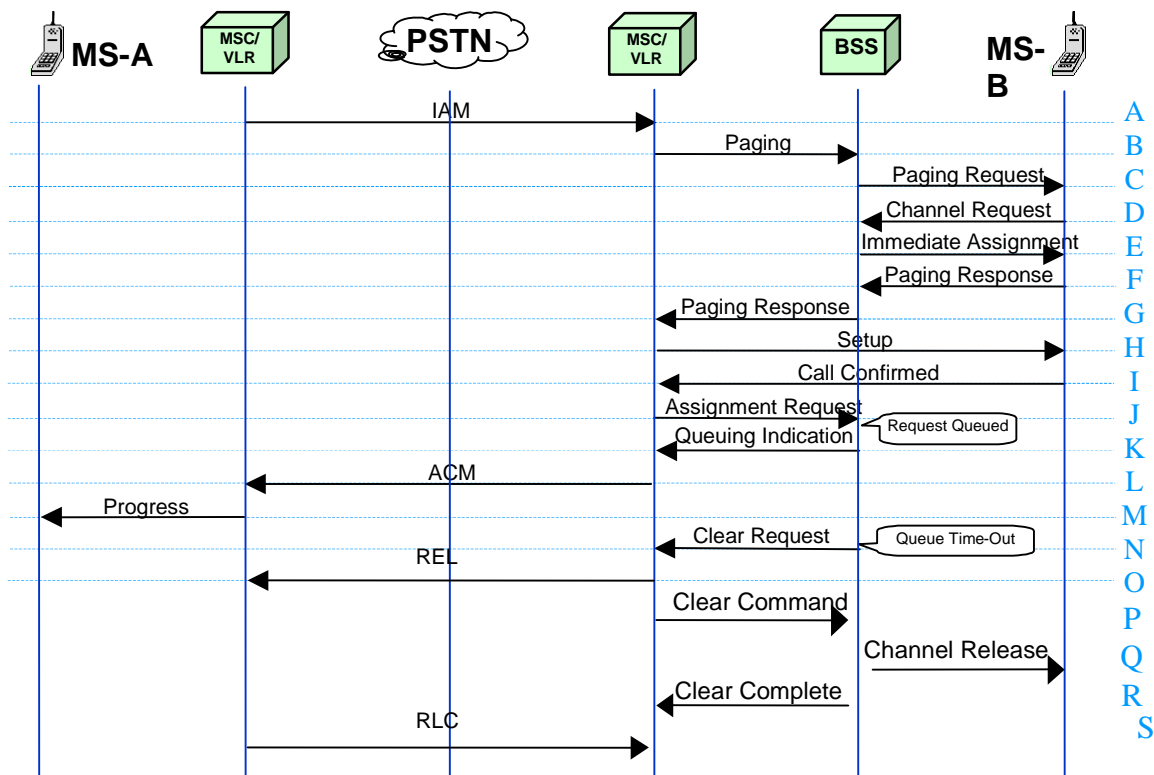 MS-A
MSC/
VLR
PSTN
MSC/
VLR
BSS
MS-
B
IAM
A
Paging
B
Paging Request
C
Channel Request
D
Immediate Assignment
E
Paging Response
F
Paging Response
G
Setup
H
Call Confirmed
I
Assignment Request
Request Queued
J
Queuing Indication
K
ACM
L
Progress
M
Clear Request
Queue Time-Out
N
REL
O
Clear Command
P
Channel Release
Q
Clear Complete
R
RLC
S